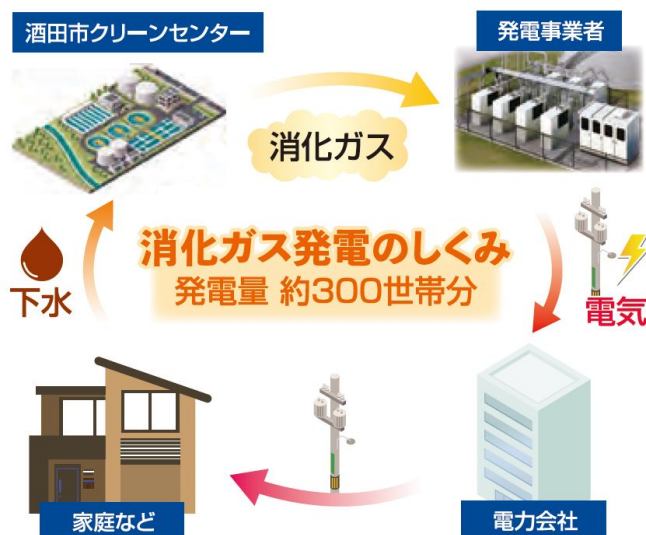 酒田市クリーンセンター
発電事業者
消化ガス
消化ガス発電のしくみ
発電量 約300世帯分
下水
電気
家庭など
電力会社